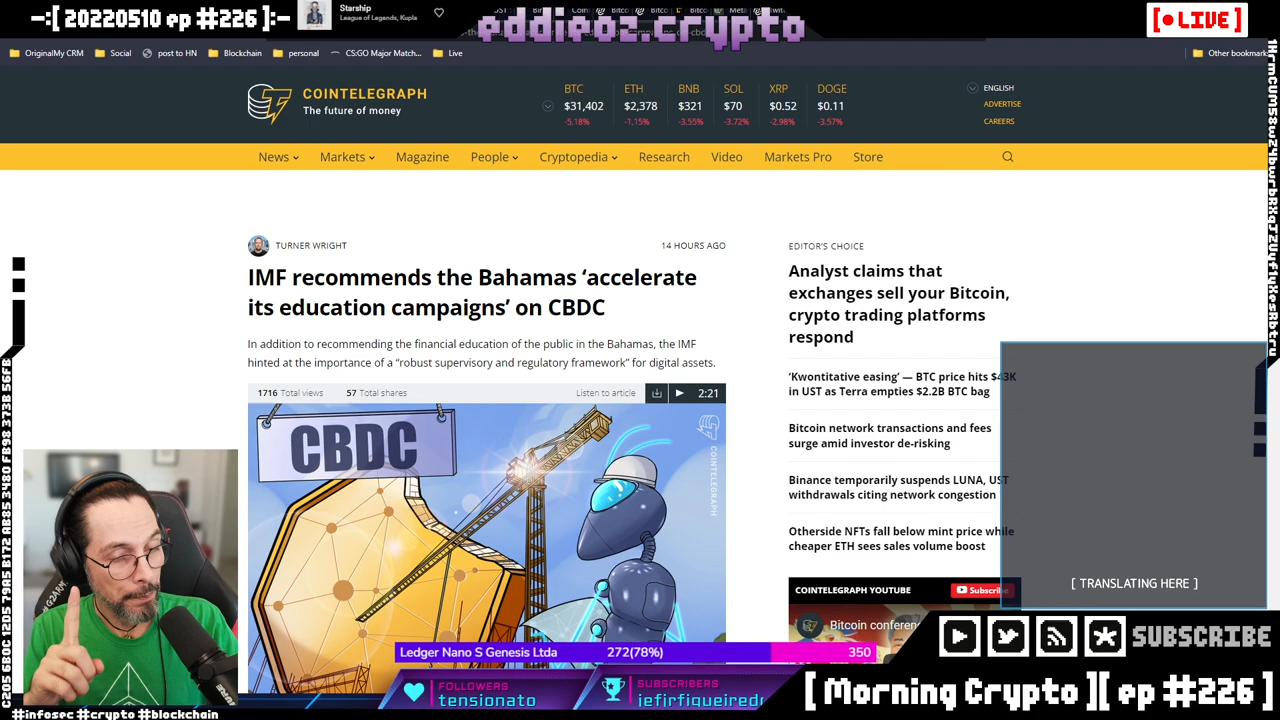 -:[ 20220510 ep #226 ]:-
Starship
League of Legends, Kupla
eddieoz.crypto
[ LIVE ]
OriginalMy CRM
Social
post to HN
Blockchain
personal
CS:GO Major Match...
Live
Other bookmark
COINTELEGRAPH
The future of money
BTC ETH BNB SOL XRP DOGE
$31,402 $2,378 $321 $70 $0.52 $0.11
-5.18% -1.15% -3.55% -3.72% -2.98% -3.57%
ENGLISH
ADVERTISE
CAREERS
News Markets Magazine People Cryptopedia Research Video Markets Pro Store
TURNER WRIGHT
14 HOURS AGO
IMF recommends the Bahamas ‘accelerate
its education campaigns’ on CBDC
In addition to recommending the financial education of the public in the Bahamas, the IMF
hinted at the importance of a “robust supervisory and regulatory framework” for digital assets.
1716 Total views 57 Total shares
Listen to article
2:21
CBDC
COINTELEGRAPH
EDITOR’S CHOICE
Analyst claims that
exchanges sell your Bitcoin,
crypto trading platforms
respond
‘Kwontitative easing’ — BTC price hits $43K
in UST as Terra empties $2.2B BTC bag
Bitcoin network transactions and fees
surge amid investor de-risking
Binance temporarily suspends LUNA, UST
withdrawals citing network congestion
Otherside NFTs fall below mint price while
cheaper ETH sees sales volume boost
COINTELEGRAPH YOUTUBE
Subscribe
Bitcoin conferen
[ TRANSLATING HERE ]
Ledger Nano S Genesis Ltda 272(78%) 350
FOLLOWERS
tensionato
SUBSCRIBERS
iefirfiqueired
SUBSCRIBE
[ Morning Crypto ][ ep #226 ]
#infosec #crypto #blockchain